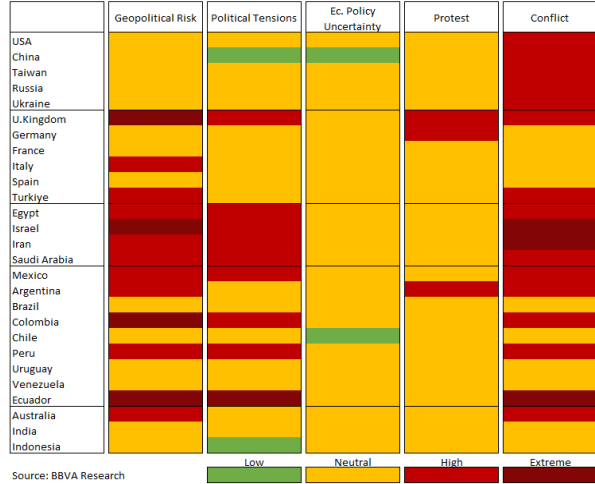 Geopolitical Risk Political Tensions Ec. Policy Uncertainty Protest Conflict
USA
China
Taiwan
Russia
Ukraine
U.Kingdom
Germany
France
Italy
Spain
Turkiye
Egypt
Israel
Iran
Saudi Arabia
Mexico
Argentina
Brazil
Colombia
Chile
Peru
Uruguay
Venezuela
Ecuador
Australia
India
Indonesia
Low Neutral High Extreme
Source: BBVA Research